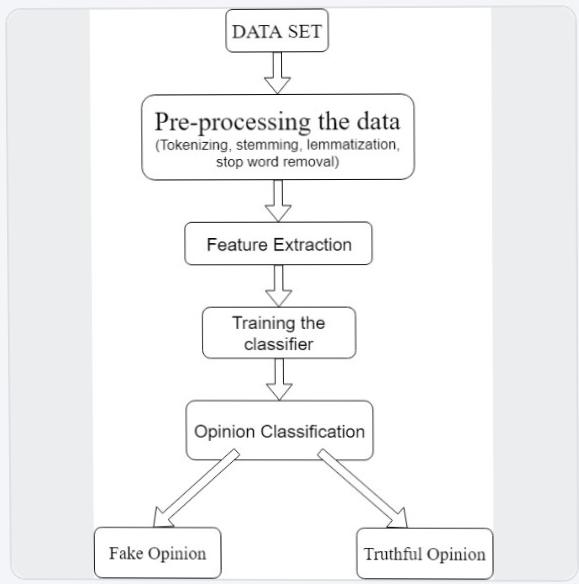 DATA SET
Pre-processing the data
(Tokenizing, stemming, lemmatization,
stop word removal)
Feature Extraction
Training the
classifier
Opinion Classification
Fake Opinion
Truthful Opinion